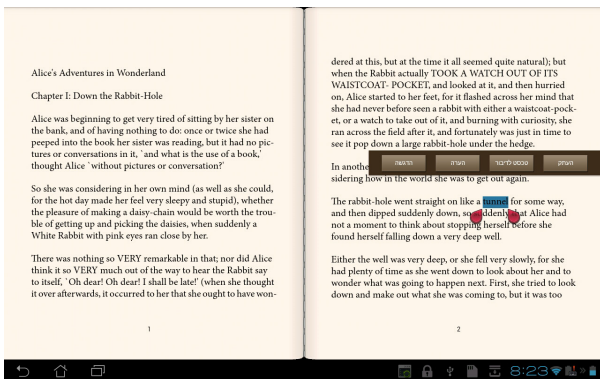 Alice's Adventures in Wonderland
Chapter I: Down the Rabbit-Hole
Alice was beginning to get very tired of sitting by her sister on
the bank, and of having nothing to do: once or twice she had
peeped into the book her sister was reading, but it had no pic-
tures or conversations in it, `and what is the use of a book,'
thought Alice `without pictures or conversation?'
So she was considering in her own mind (as well as she could,
for the hot day made her feel very sleepy and stupid), whether
the pleasure of making a daisy-chain would be worth the trou-
ble of getting up and picking the daisies, when suddenly a
White Rabbit with pink eyes ran close by her.
There was nothing so VERY remarkable in that; nor did Alice
think it so VERY much out of the way to hear the Rabbit say
to itself, `Oh dear! Oh dear! I shall be late!' (when she thought
it over afterwards, it occurred to her that she ought to have won-
1
dered at this, but at the time it all seemed quite natural); but
when the Rabbit actually TOOK A WATCH OUT OF ITS
WAISTCOAT- POCKET, and looked at it, and then hurried
on, Alice started to her feet, for it flashed across her mind that
she had never before seen a rabbit with either a waistcoat-pock-
et, or a watch to take out of it, and burning with curiosity, she
ran across the field after it, and fortunately was just in time to
see it pop down a large rabbit-hole under the hedge.
העתק
טכסט לדיבור
הערה
הדגשה
In anothe
sidering how in the world she was to get out again.
The rabbit-hole went straight on like a tunnel for some way,
and then dipped suddenly down, so suddenly that Alice had
not a moment to think about stopping herself before she
found herself falling down a very deep well.
Either the well was very deep, or she fell very slowly, for she
had plenty of time as she went down to look about her and to
wonder what was going to happen next. First, she tried to look
down and make out what she was coming to, but it was too
2
8:23